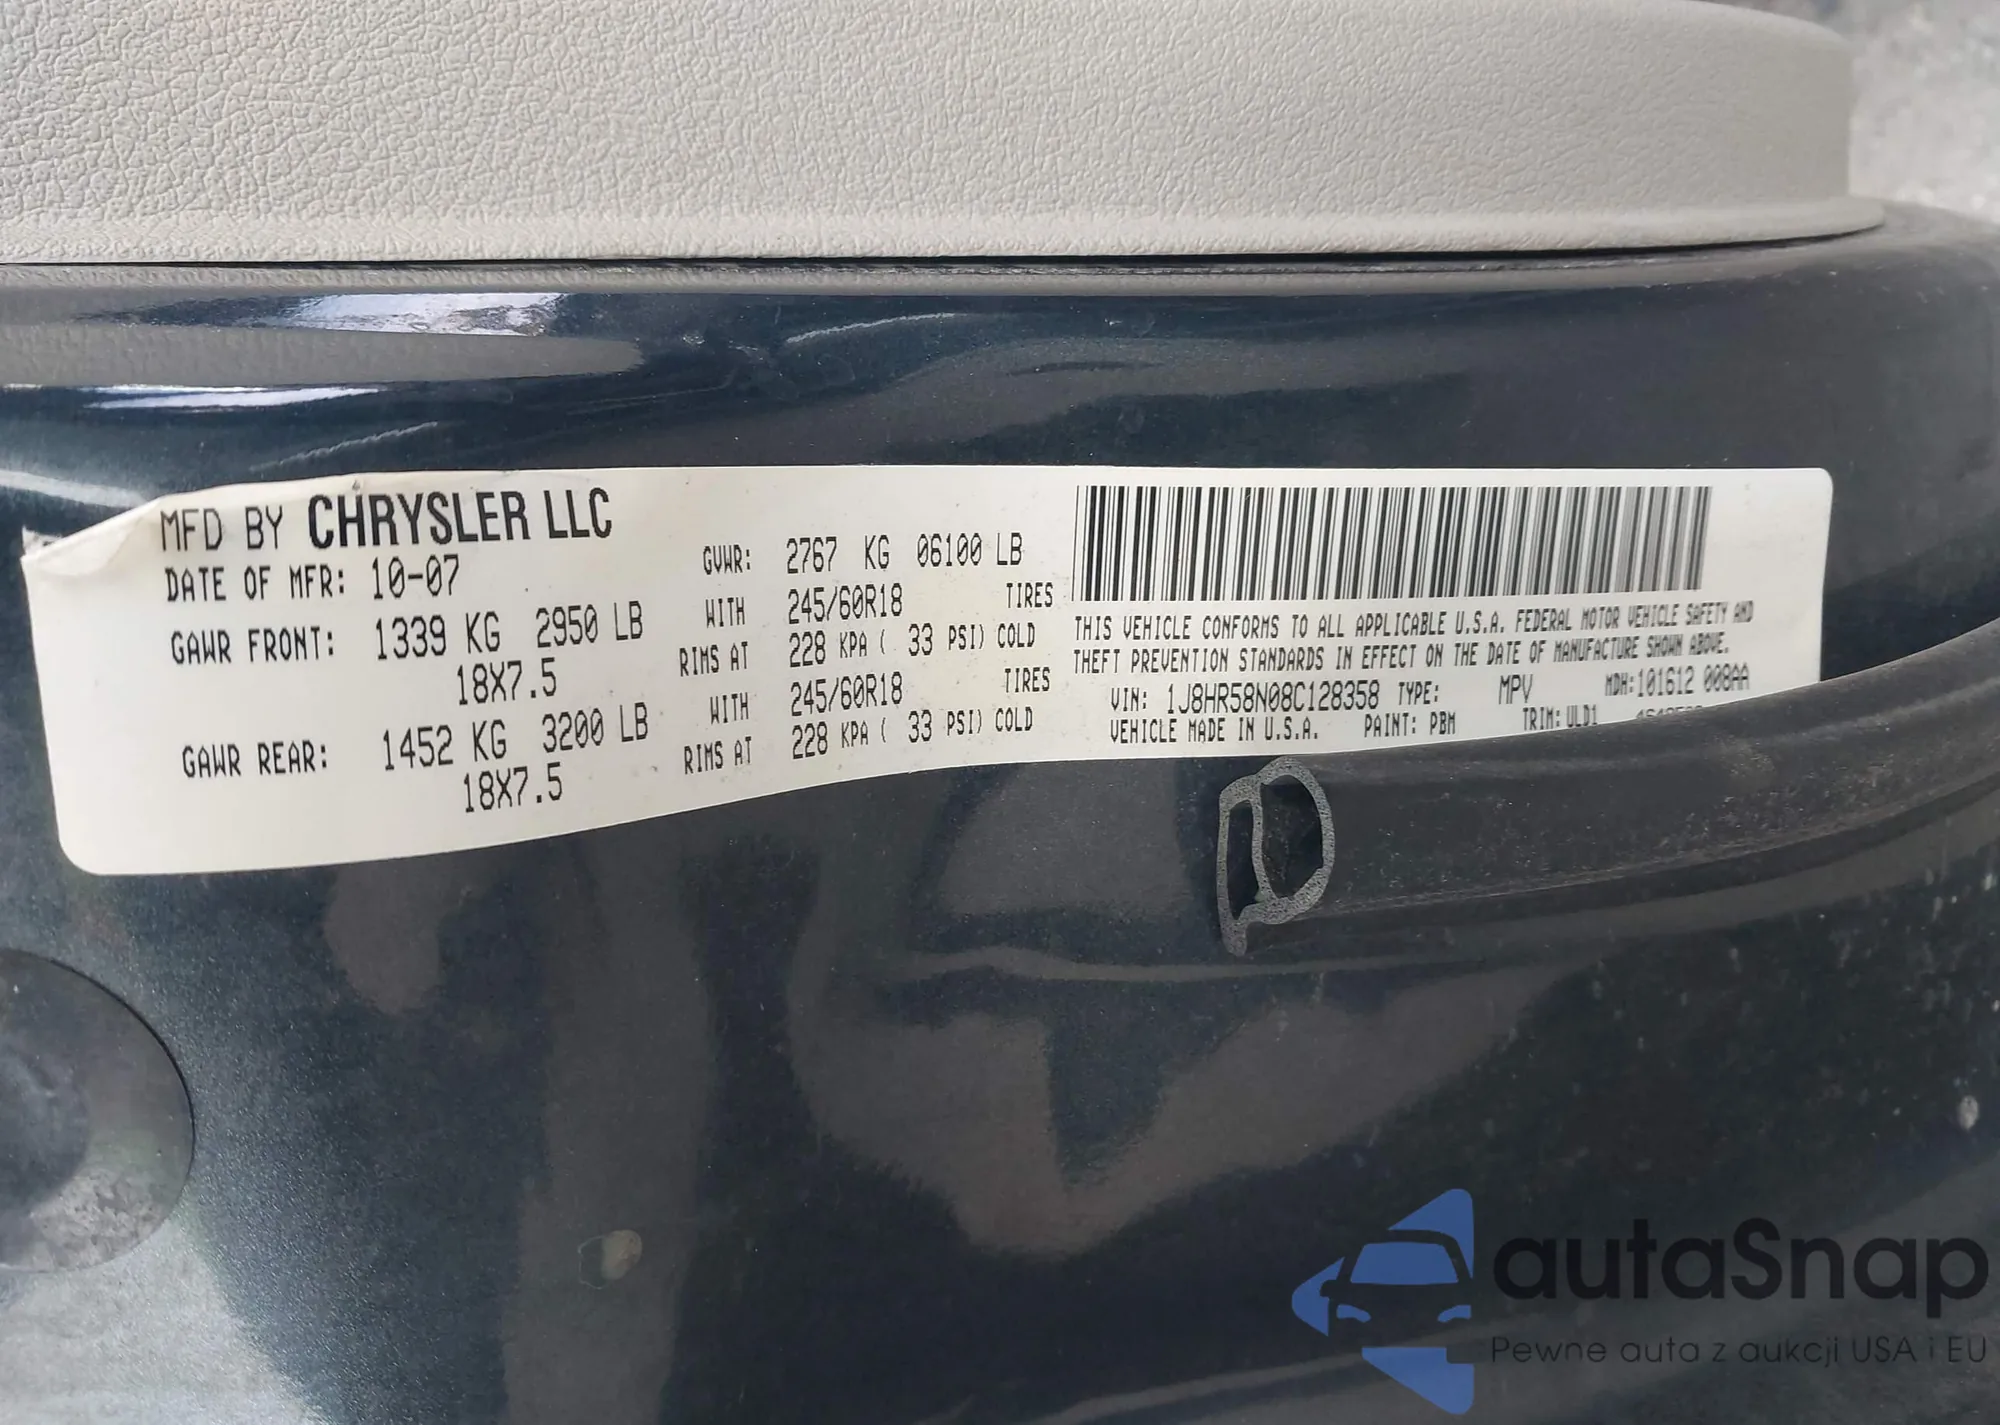 MFD BY CHRYSLER LLC
DATE OF MFR: 10-07
GVWR: 2767 KG 06100 LB
GAWR FRONT: 1339 KG 2950 LB
WITH 245/60R18 TIRES
18X7.5
RIMS AT 228 KPA ( 33 PSI) COLD
GAWR REAR: 1452 KG 3200 LB
WITH 245/60R18 TIRES
18X7.5
RIMS AT 228 KPA ( 33 PSI) COLD
THIS VEHICLE CONFORMS TO ALL APPLICABLE U.S.A. FEDERAL MOTOR VEHICLE SAFETY AND
THEFT PREVENTION STANDARDS IN EFFECT ON THE DATE OF MANUFACTURE SHOWN ABOVE.
VIN: 1J8HR58N08C128358 TYPE: MPV MDH:101612 008AA
VEHICLE MADE IN U.S.A. PAINT: PBM TRIM: ULD1
autaSnap
Pewne auta z aukcji USA i EU